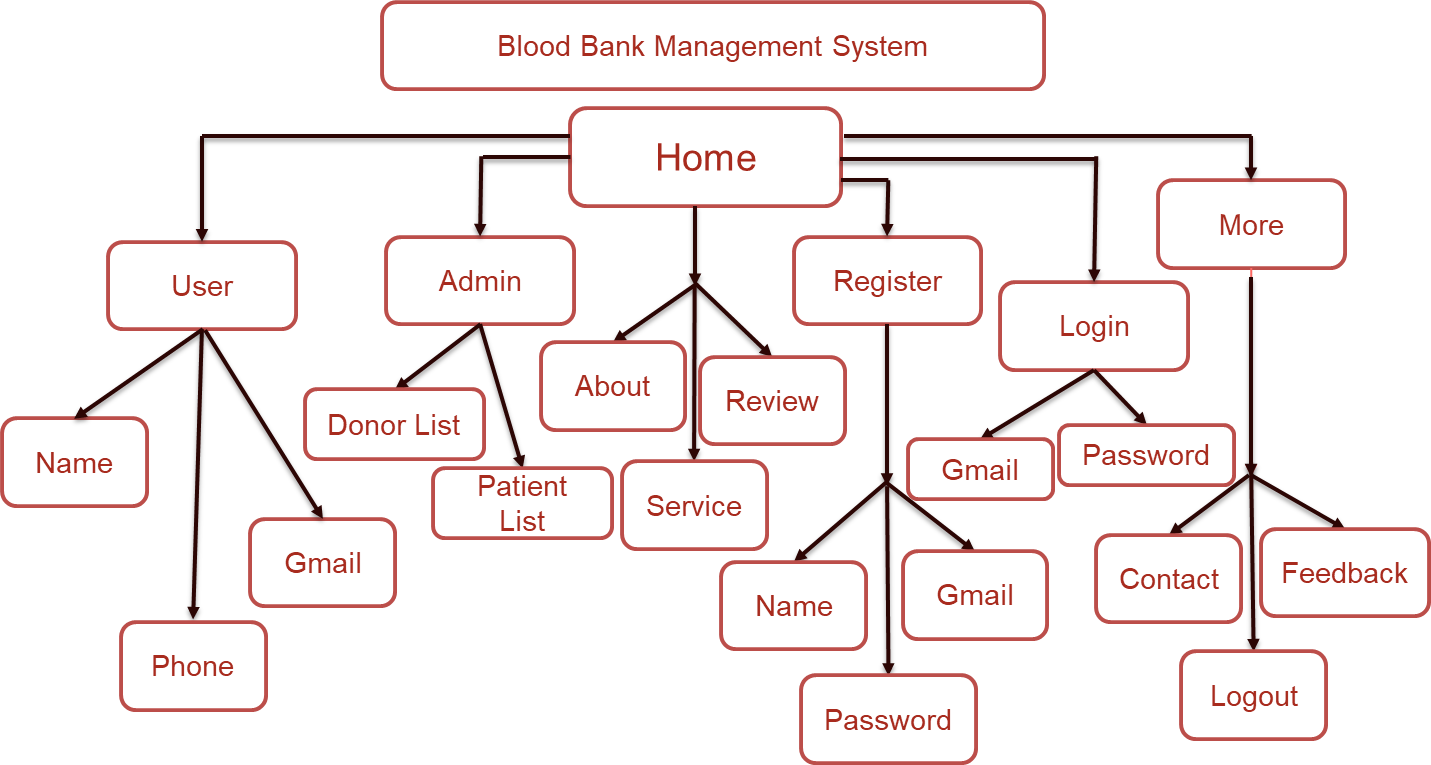 Blood Bank Management System
Home
User
Admin
Register
Login
More
Name
Phone
Gmail
Donor List
Patient
List
About
Service
Review
Name
Password
Gmail
Gmail
Password
Contact
Logout
Feedback